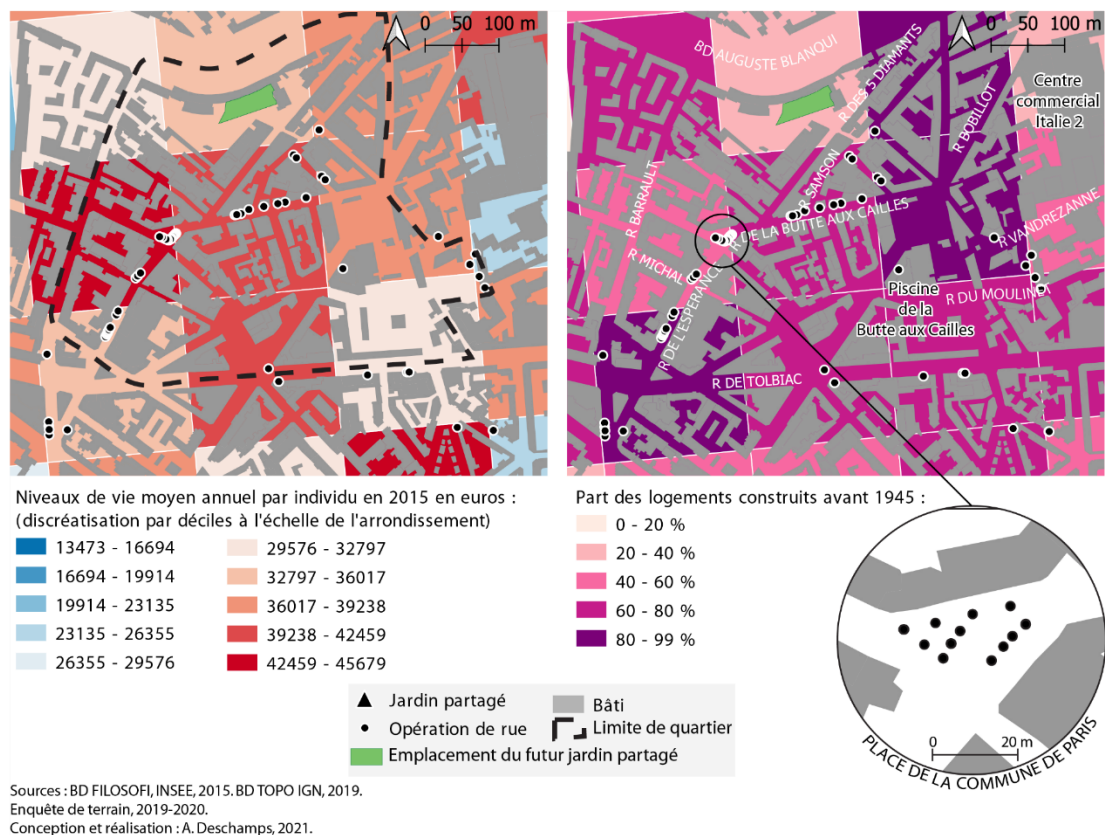 0 50 100 m
0 50 100 m
BD AUGUSTE BLANQUI
R DES 5 DIAMANTS
R BOBILLOT
Centre
commercial
Italie 2
R SAMSON
R BARRAULT
R DE LA BUTTE AUX CAILLES
R VANDREZANNE
R MICHAL
R DE L'ESPERANCE
Piscine
de la
Butte aux Cailles
R DU MOULINET
R DE TOLBIAC
Niveaux de vie moyen annuel par individu en 2015 en euros :
(discréatisation par déciles à l'échelle de l'arrondissement)
13473 - 16694
16694 - 19914
19914 - 23135
23135 - 26355
26355 - 29576
29576 - 32797
32797 - 36017
36017 - 39238
39238 - 42459
42459 - 45679
Part des logements construits avant 1945 :
0 - 20 %
20 - 40 %
40 - 60 %
60 - 80 %
80 - 99 %
Jardin partagé
Opération de rue
Emplacement du futur jardin partagé
Bâti
Limite de quartier
0 20 m
PLACE DE LA COMMUNE DE PARIS
Sources : BD FILOSOFI, INSEE, 2015. BD TOPO IGN, 2019.
Enquête de terrain, 2019-2020.
Conception et réalisation : A. Deschamps, 2021.